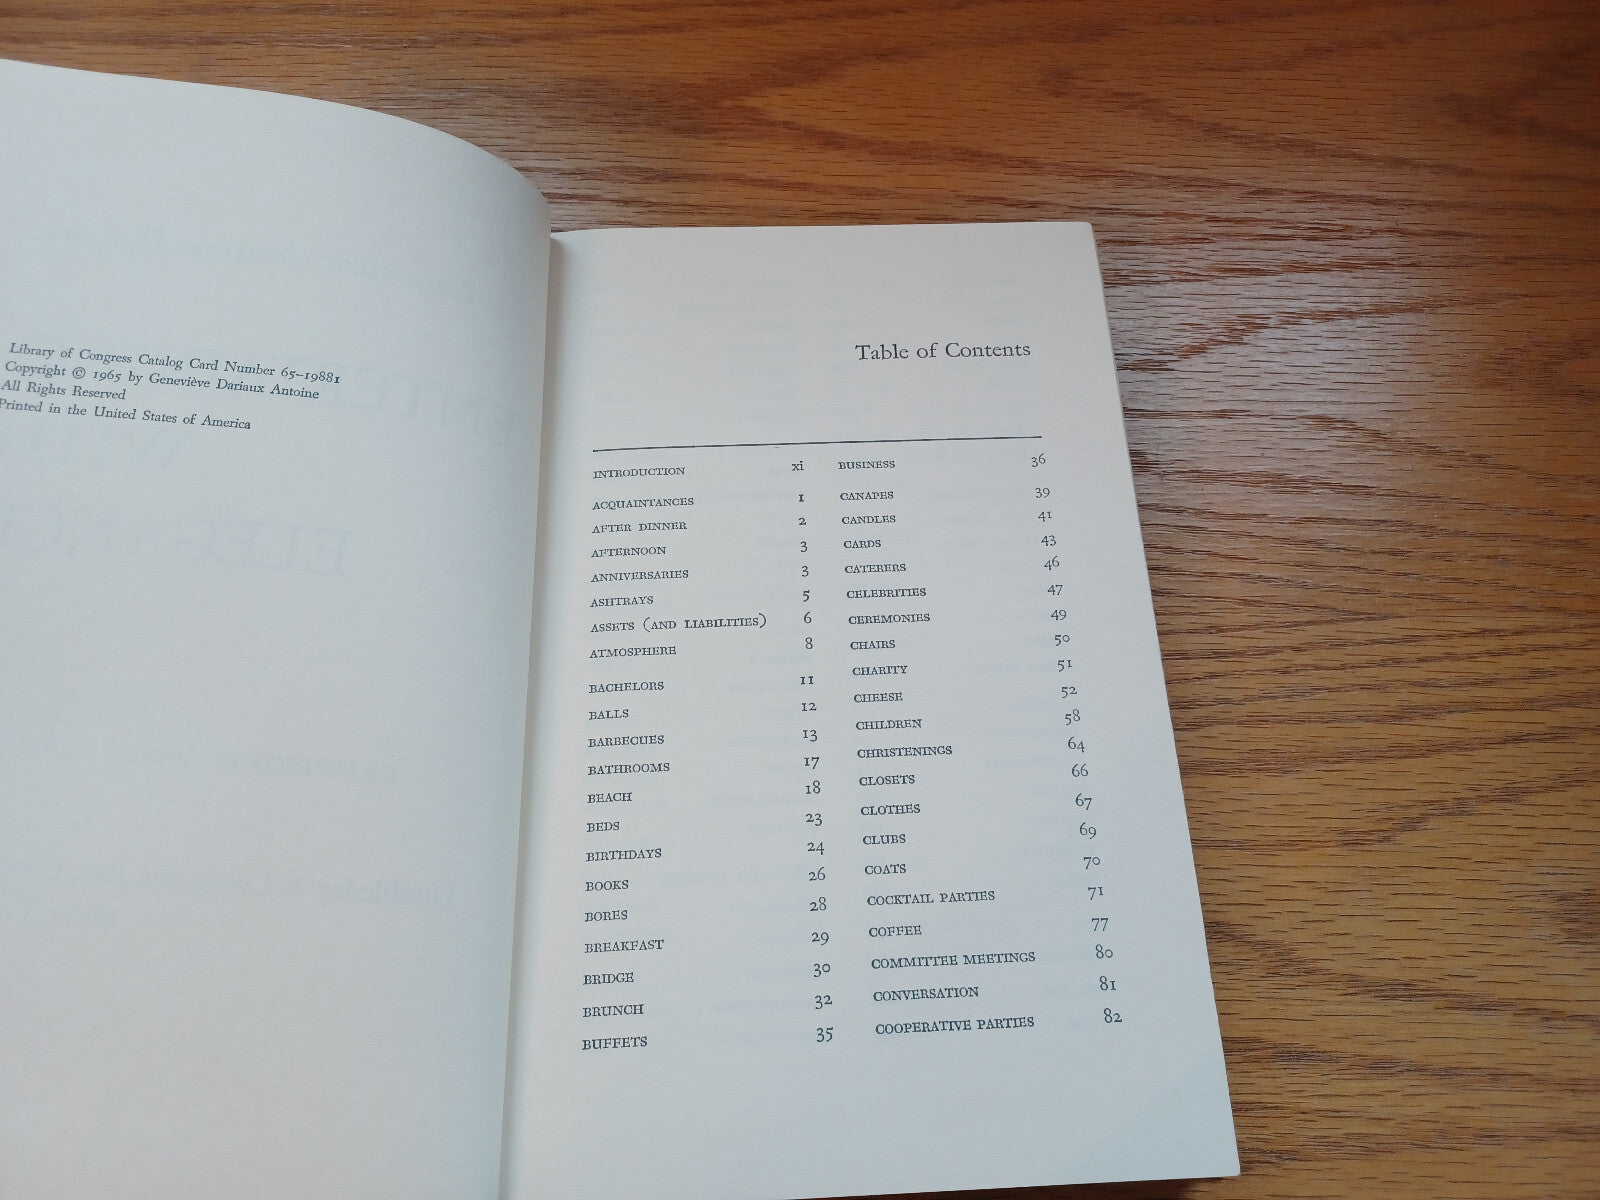 Library of Congress Catalog Card Number 65–19881
Copyright © 1965 by Geneviève Dariaux Antoine
All Rights Reserved
Printed in the United States of America
Table of Contents
INTRODUCTION xi
ACQUAINTANCES 1
AFTER DINNER 2
AFTERNOON 3
ANNIVERSARIES 3
ASHTRAYS 5
ASSETS (AND LIABILITIES) 6
ATMOSPHERE 8
BACHELORS 11
BALLS 12
BARBECUES 13
BATHROOMS 17
BEACH 18
BEDS 23
BIRTHDAYS 24
BOOKS 26
BORES 28
BREAKFAST 29
BRIDGE 30
BRUNCH 32
BUFFETS 35
BUSINESS 36
CANAPES 39
CANDLES 41
CARDS 43
CATERERS 46
CELEBRITIES 47
CEREMONIES 49
CHAIRS 50
CHARITY 51
CHEESE 52
CHILDREN 58
CHRISTENINGS 64
CLOSETS 66
CLOTHES 67
CLUBS 69
COATS 70
COCKTAIL PARTIES 71
COFFEE 77
COMMITTEE MEETINGS 80
CONVERSATION 81
COOPERATIVE PARTIES 82